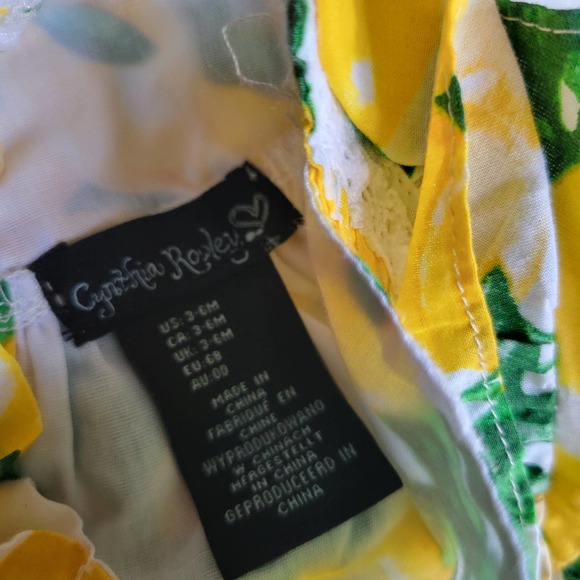 Cynthia Rowley
US: 3-6M
CA: 3-6M
UK: 3-6M
EU: 68
AU: 00
MADE IN
CHINA
FABRIQUE EN
CHINE
WYPRODUKOWANO
W CHINACH
HERGESTELLT
IN CHINA
GEPRODUCEERD IN
CHINA